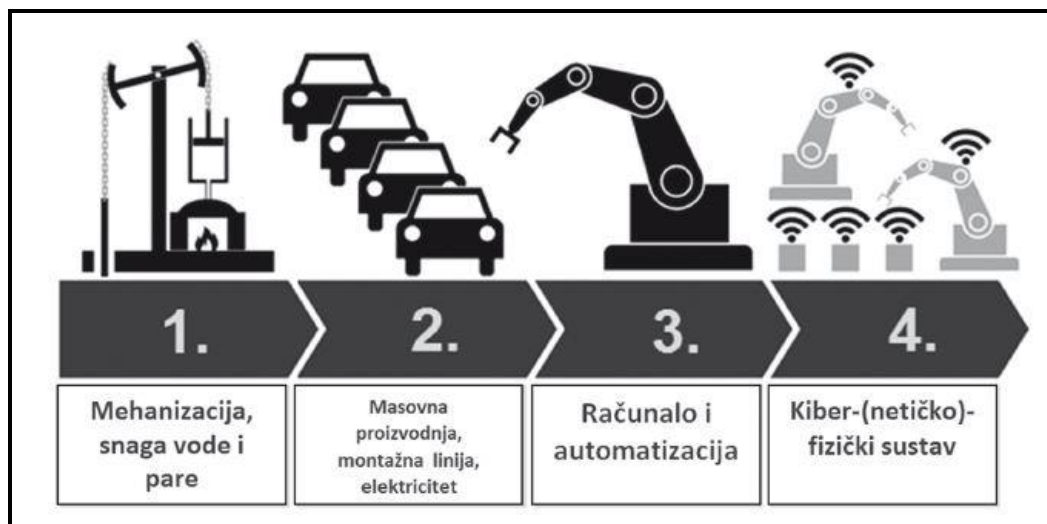 1.
2.
3.
4.
Mehanizacija,
snaga vode i
pare
Masovna
proizvodnja,
montažna linija,
elektricitet
Računalo i
automatizacija
Kiber-(netičko)-
fizički sustav